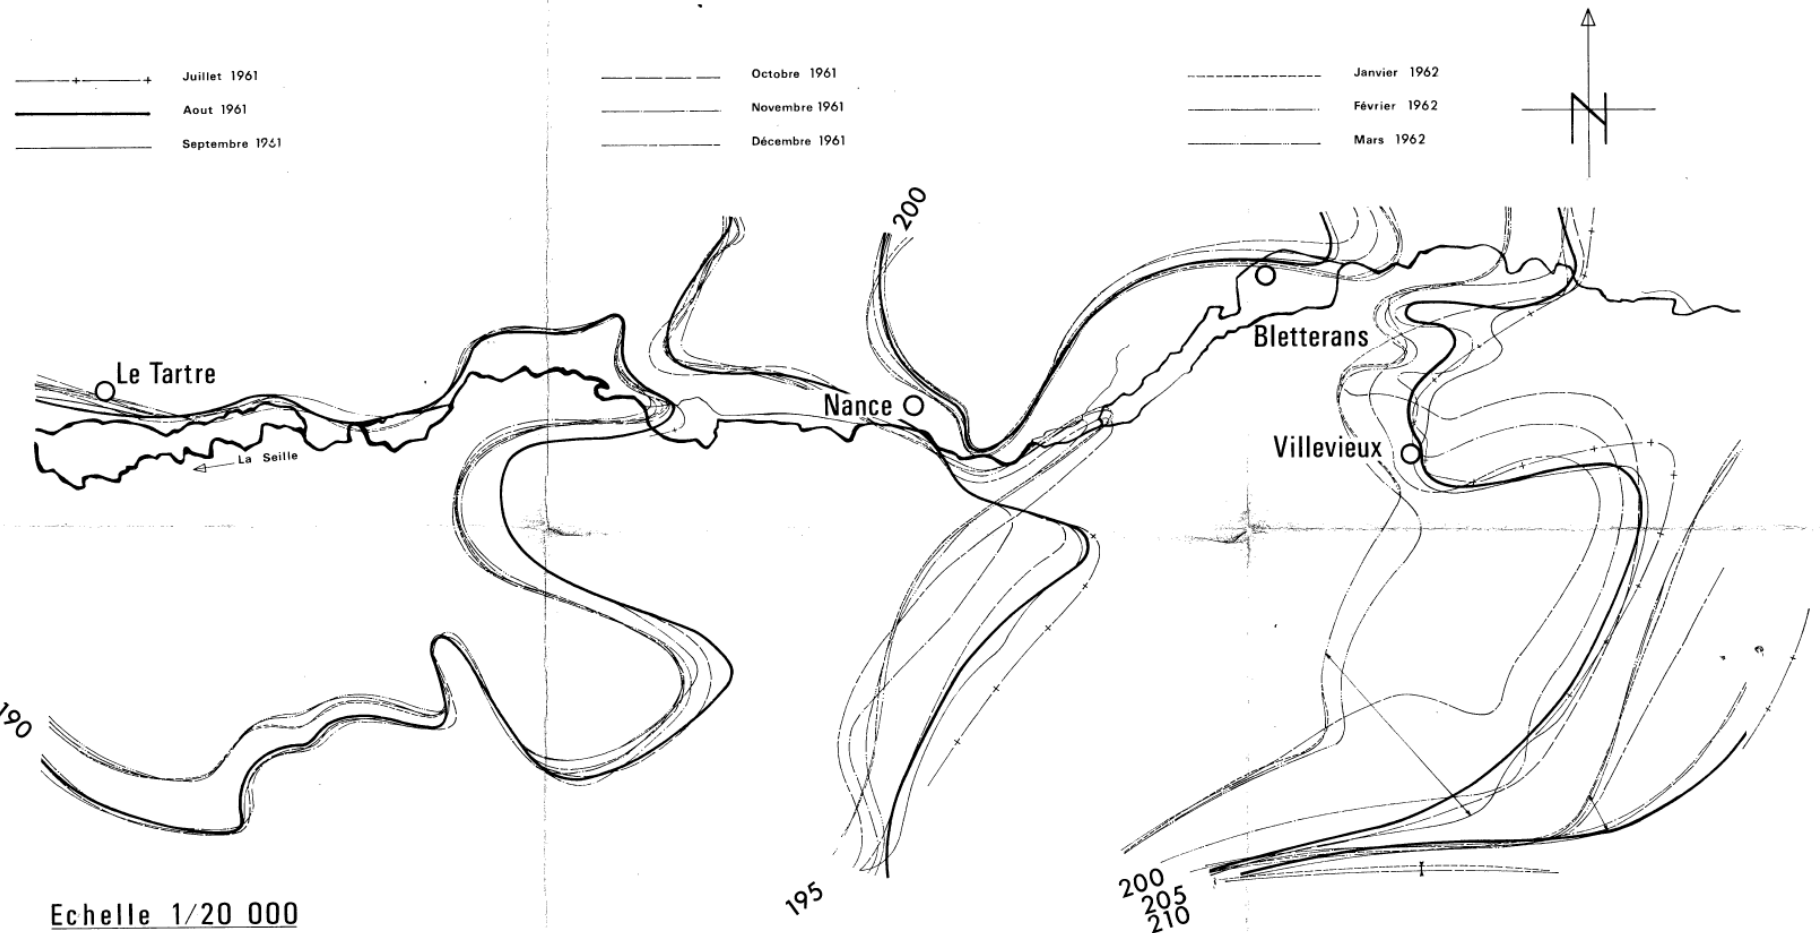 Juillet 1961
Aout 1961
Septembre 1961
Octobre 1961
Novembre 1961
Décembre 1961
Janvier 1962
Février 1962
Mars 1962
N
200
Le Tartre
Bletterans
Nance
Villevieux
La Seille
190
195
200
205
210
Echelle 1/20 000